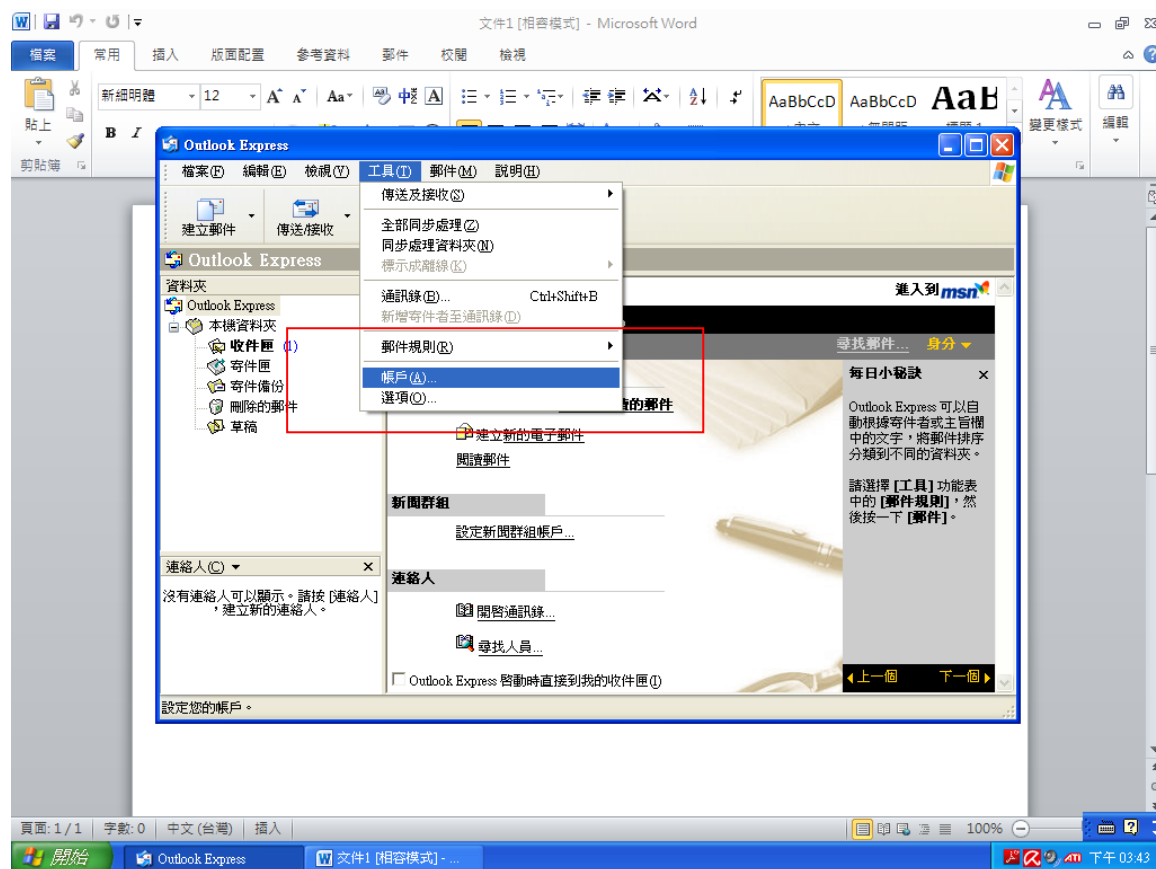 文件1 [相容模式] - Microsoft Word
檔案 常用 插入 版面配置 參考資料 郵件 校閱 檢視
新細明體 12 Aa AaBbCcD AaBbCcD AaB
貼上 B I 變更樣式 編輯
剪貼簿
Outlook Express
檔案(F) 編輯(E) 檢視(V) 工具(T) 郵件(M) 說明(H)
建立郵件 傳送/接收
傳送及接收(S)
全部同步處理(Z)
同步處理資料夾(N)
標示成離線(K)
通訊錄(B)... Ctrl+Shift+B
新增寄件者至通訊錄(D)
郵件規則(R)
帳戶(A)...
選項(O)...
Outlook Express
資料夾
Outlook Express
本機資料夾
收件匣 (1)
寄件匣
寄件備份
刪除的郵件
草稿
連絡人(C)
沒有連絡人可以顯示。請按 [連絡人]
，建立新的連絡人。
進入到 msn
尋找郵件... 身分
的郵件
建立新的電子郵件
閱讀郵件
新聞群組
設定新聞群組帳戶...
連絡人
開啓通訊錄...
尋找人員...
Outlook Express 啓動時直接到我的收件匣(I)
每日小秘訣
Outlook Express 可以自
動根據寄件者或主旨欄
中的文字，將郵件排序
分類到不同的資料夾。
請選擇 [工具] 功能表
中的 [郵件規則]，然
後按一下 [郵件]。
上一個 下一個
設定您的帳戶。
頁面: 1 / 1 字數: 0 中文 (台灣) 插入 100%
開始 Outlook Express 文件1 [相容模式] - ... ATI 下午 03:43